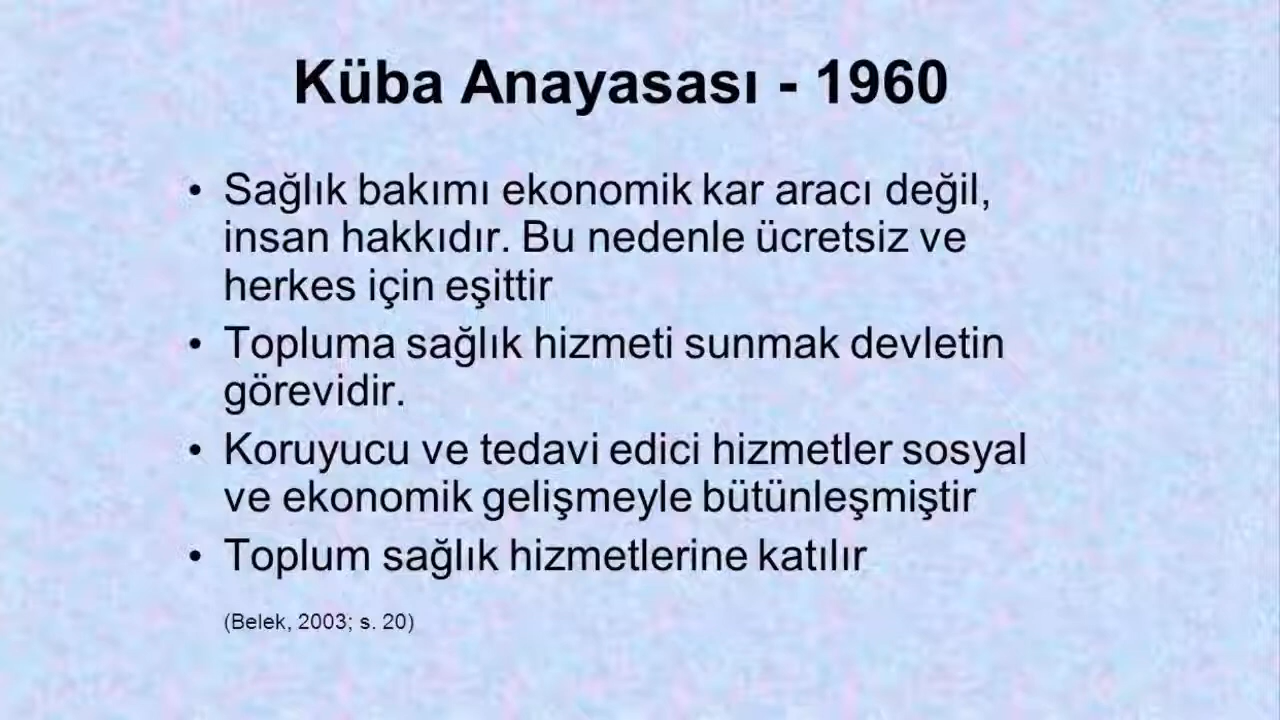 Küba Anayasası - 1960
• Sağlık bakımı ekonomik kar aracı değil,
insan hakkıdır. Bu nedenle ücretsiz ve
herkes için eşittir
• Topluma sağlık hizmeti sunmak devletin
görevidir.
• Koruyucu ve tedavi edici hizmetler sosyal
ve ekonomik gelişmeyle bütünleşmiştir
• Toplum sağlık hizmetlerine katılır
(Belek, 2003; s. 20)